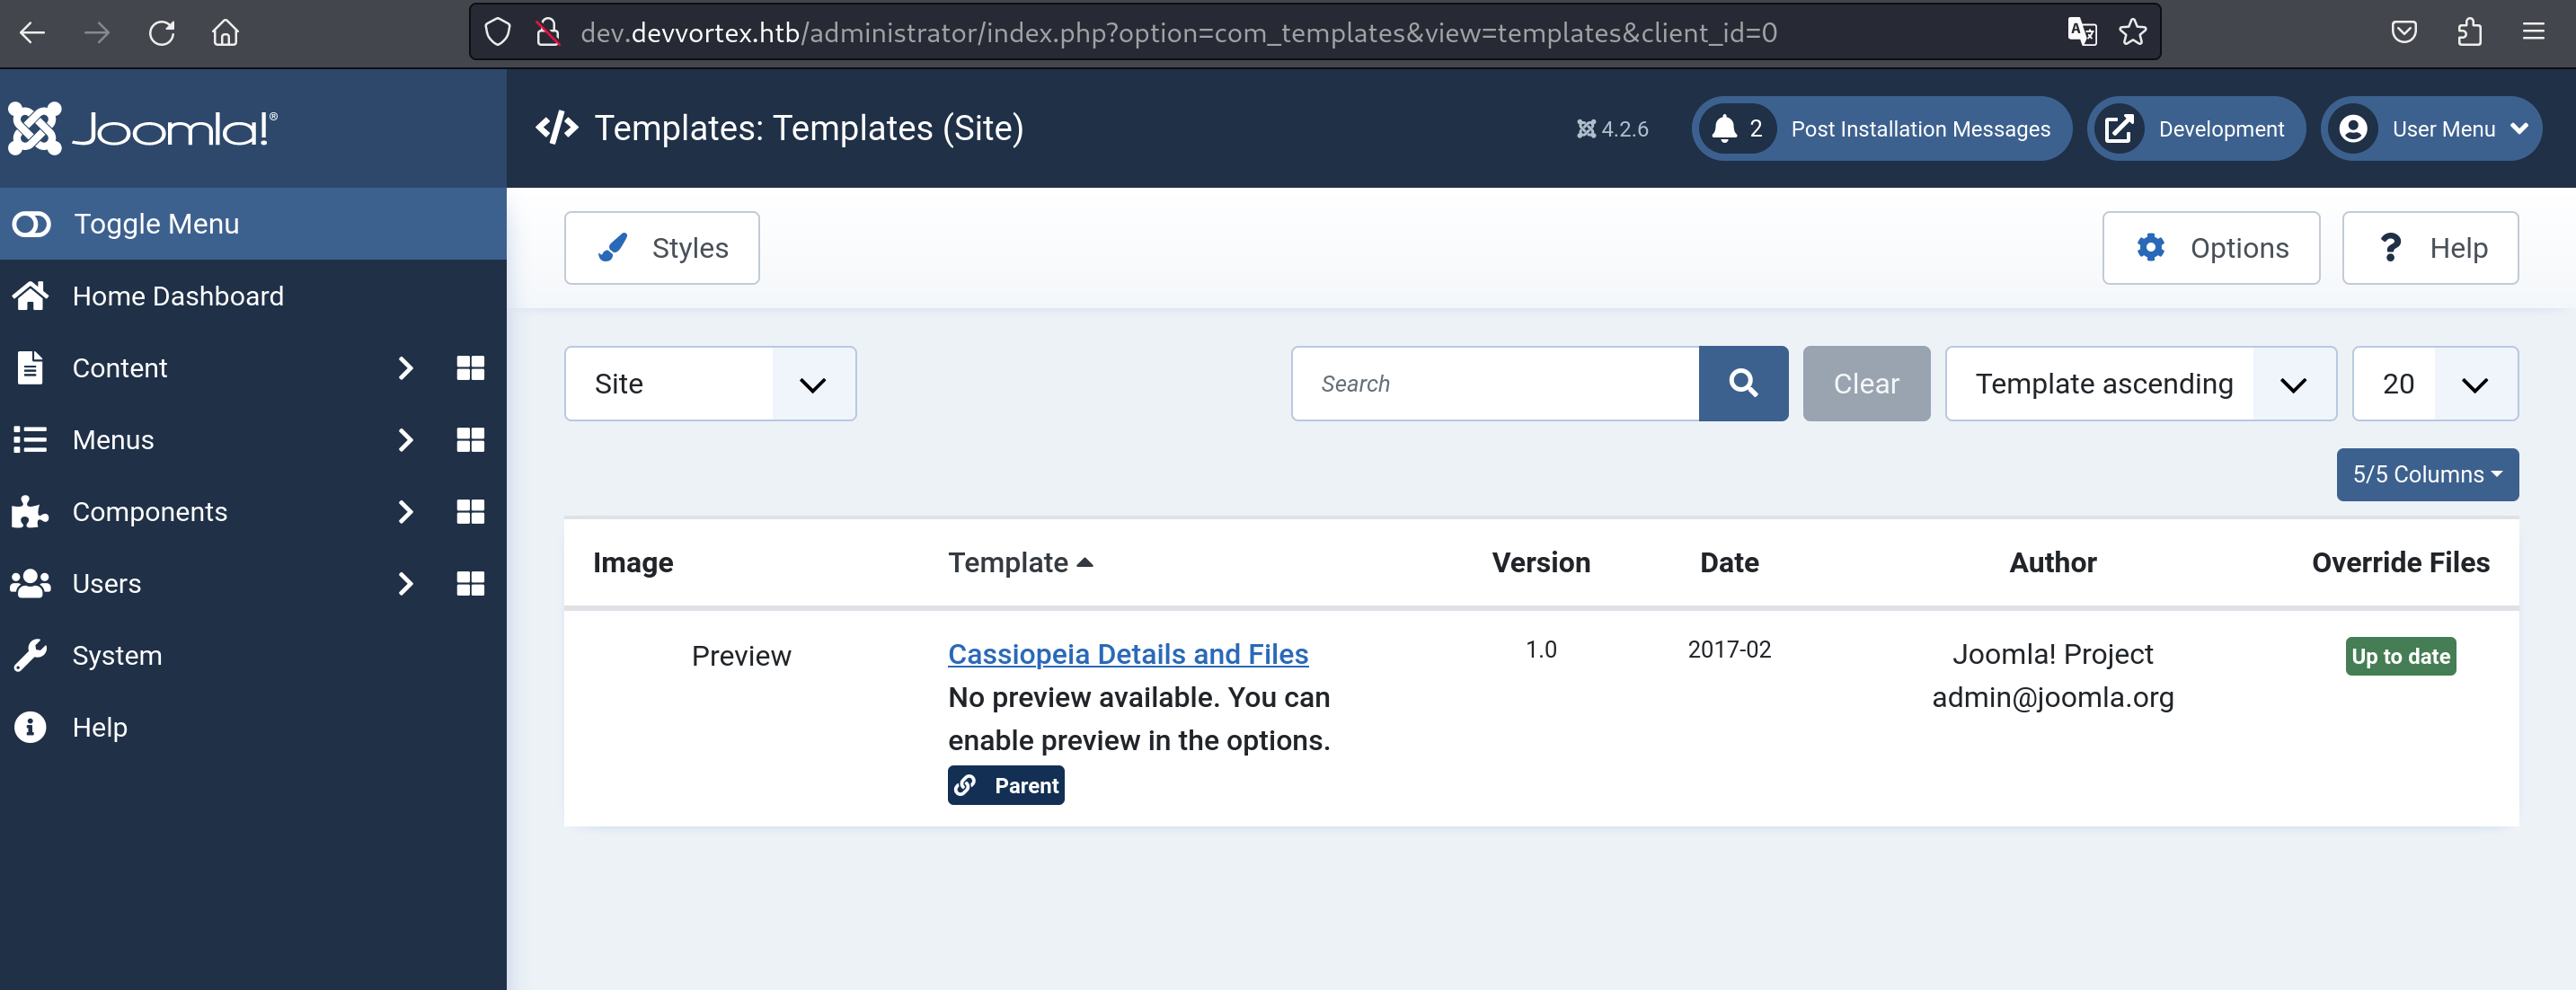 dev.devvortex.htb/administrator/index.php?option=com_templates&view=templates&client_id=0
Joomla!®
Templates: Templates (Site)
4.2.6
2 Post Installation Messages
Development
User Menu
Toggle Menu
Home Dashboard
Content
Menus
Components
Users
System
Help
Styles
Options
Help
Site
Search
Clear
Template ascending
20
5/5 Columns
Image Template Version Date Author Override Files
Preview
Cassiopeia Details and Files
No preview available. You can
enable preview in the options.
Parent
1.0
2017-02
Joomla! Project
admin@joomla.org
Up to date